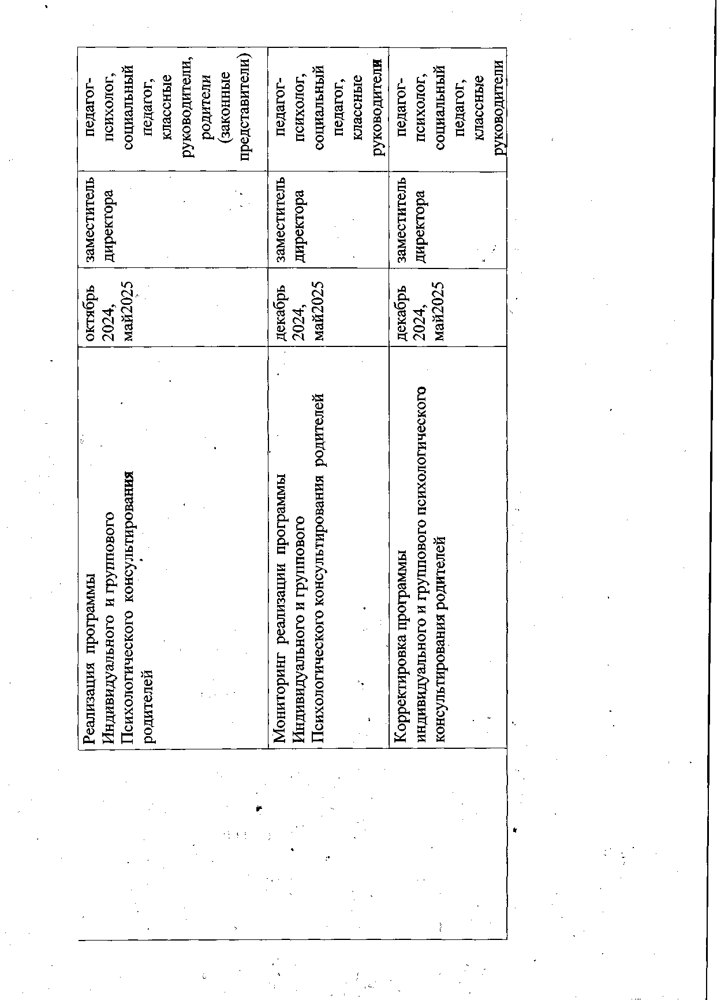 Реализация программы
Индивидуального и группового
Психологического консультирования
родителей
октябрь
2024,
май2025
заместитель
директора
педагог-
психолог,
социальный
педагог,
классные
руководители,
родители
(законные
представители)
Мониторинг реализации программы
Индивидуального и группового
Психологического консультирования родителей
декабрь
2024,
май2025
заместитель
директора
педагог-
психолог,
социальный
педагог,
классные
руководители
Корректировка программы
индивидуального и группового психологического
консультирования родителей
декабрь
2024,
май2025
заместитель
директора
педагог-
психолог,
социальный
педагог,
классные
руководители